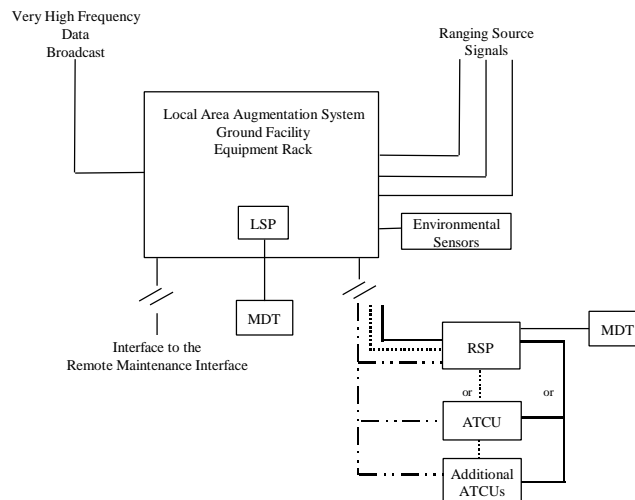 Very High Frequency
Data
Broadcast
Ranging Source
Signals
Local Area Augmentation System
Ground Facility
Equipment Rack
LSP
Environmental
Sensors
MDT
Interface to the
Remote Maintenance Interface
RSP
MDT
or
or
ATCU
Additional
ATCUs